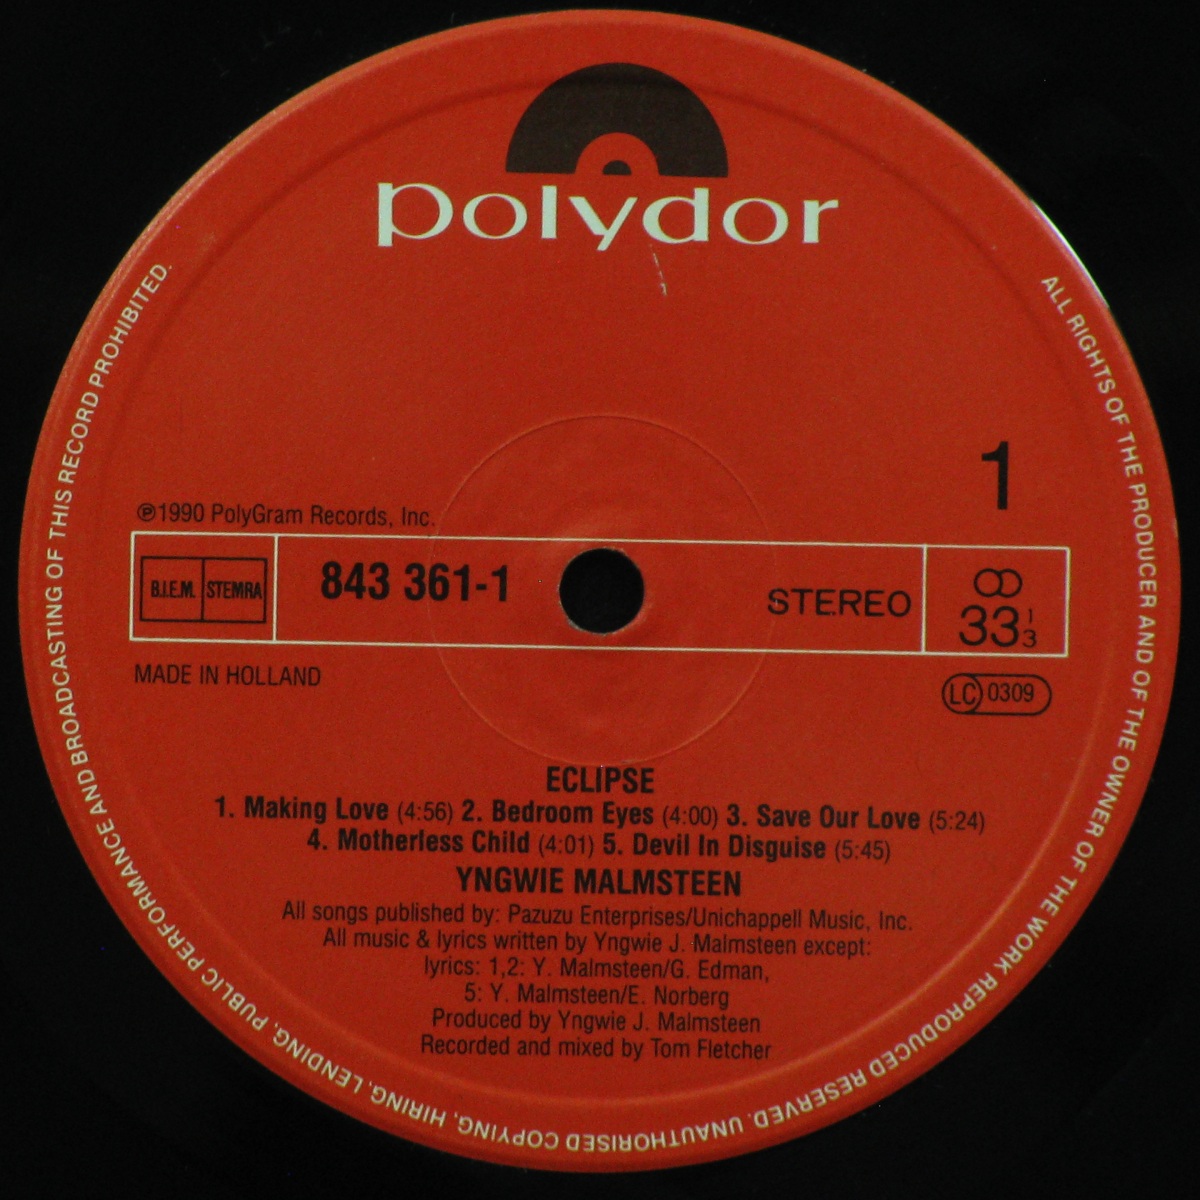 polydor
1
℗1990 PolyGram Records, Inc.
B.I.E.M. STEMRA
843 361-1
STEREO
33 1/3
MADE IN HOLLAND
LC 0309
ECLIPSE
1. Making Love (4:56) 2. Bedroom Eyes (4:00) 3. Save Our Love (5:24)
4. Motherless Child (4:01) 5. Devil In Disguise (5:45)
YNGWIE MALMSTEEN
All songs published by: Pazuzu Enterprises/Unichappell Music, Inc.
All music & lyrics written by Yngwie J. Malmsteen except:
lyrics: 1,2: Y. Malmsteen/G. Edman,
5: Y. Malmsteen/E. Norberg
Produced by Yngwie J. Malmsteen
Recorded and mixed by Tom Fletcher
ALL RIGHTS OF THE PRODUCER AND OF THE OWNER OF THE WORK REPRODUCED RESERVED. UNAUTHORISED COPYING, HIRING, LENDING, PUBLIC PERFORMANCE AND BROADCASTING OF THIS RECORD PROHIBITED.